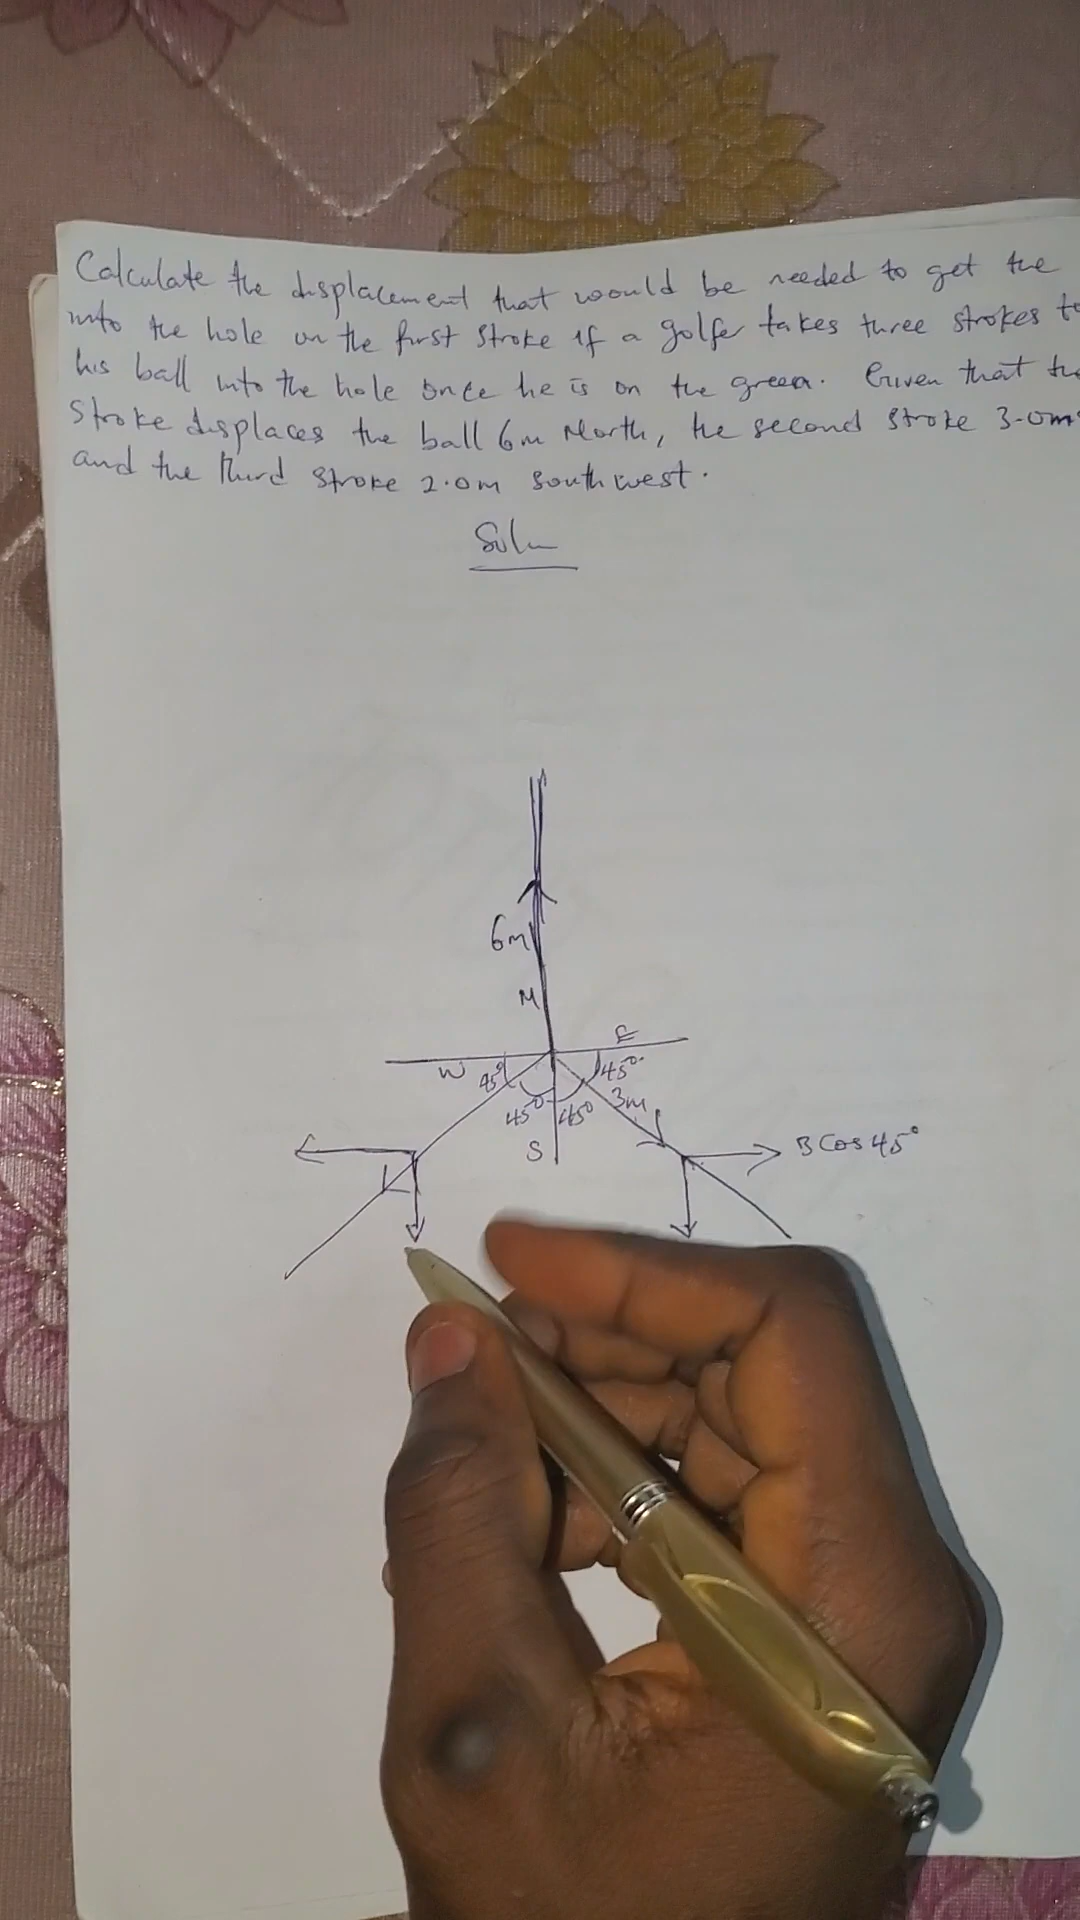 Calculate the displacement that would be needed to get the
into the hole on the first stroke if a golfer takes three strokes to
his ball into the hole once he is on the green. Given that the
Stroke displaces the ball 6m North, the second stroke 3.0m
and the third stroke 2.0m southwest.
Soln
6m
N
E
W
45°
45°
45°
45°
3m
S
3 Cos 45°